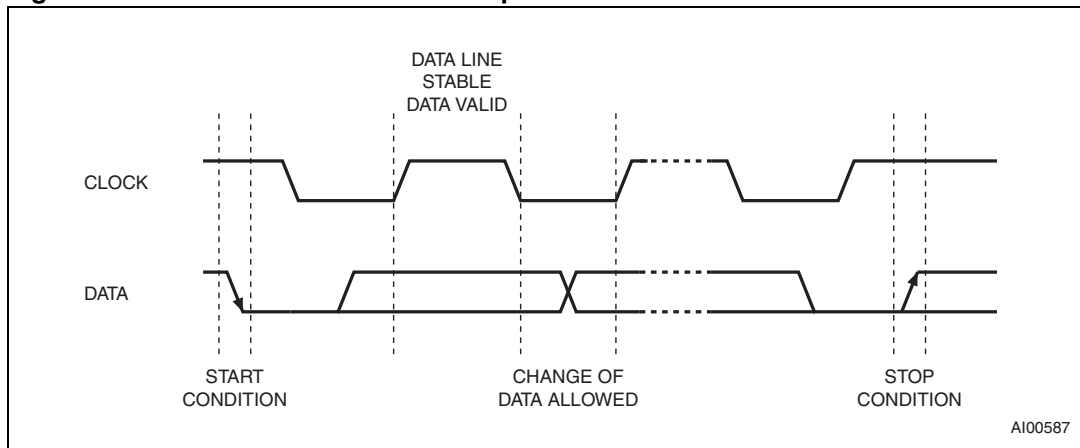 DATA LINE
STABLE
DATA VALID
CLOCK
DATA
START
CONDITION
CHANGE OF
DATA ALLOWED
STOP
CONDITION
AI00587